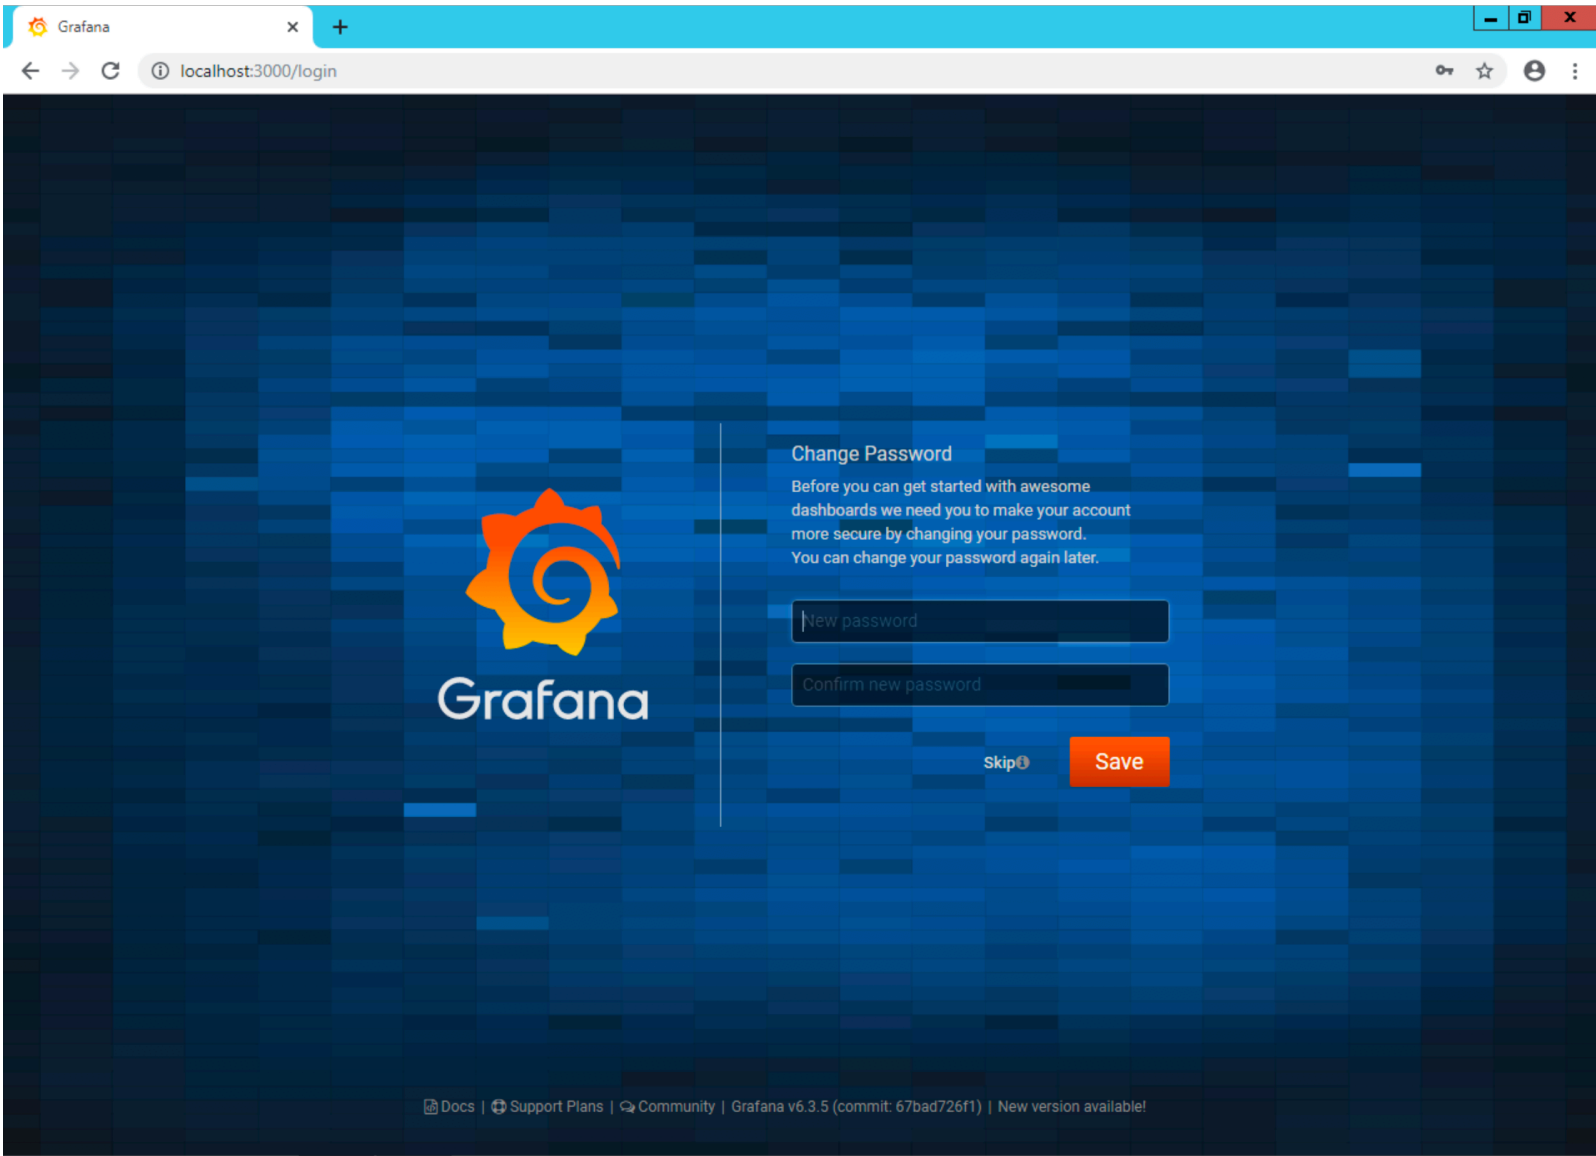 Grafana
localhost:3000/login
Change Password
Before you can get started with awesome
dashboards we need you to make your account
more secure by changing your password.
You can change your password again later.
New password
Confirm new password
Grafana
Skip
Save
Docs | Support Plans | Community | Grafana v6.3.5 (commit: 67bad726f1) | New version available!